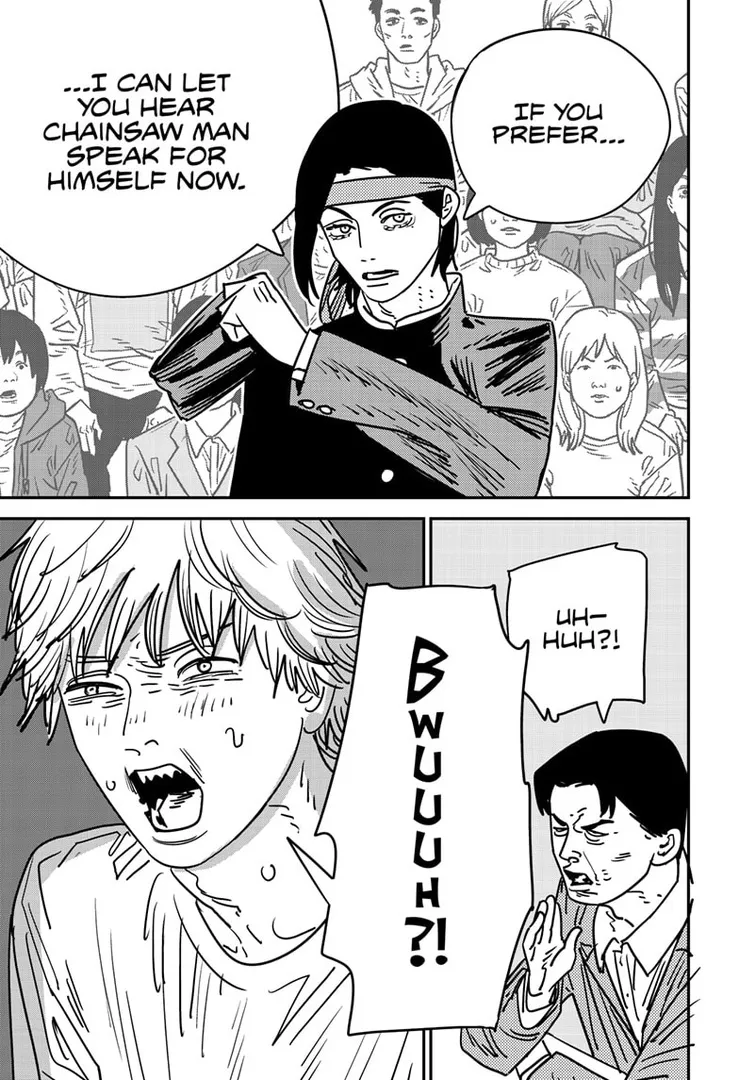 IF YOU
PREFER...
...I CAN LET
YOU HEAR
CHAINSAW MAN
SPEAK FOR
HIMSELF NOW.
UH-
HUH?!
BWUUUH?!